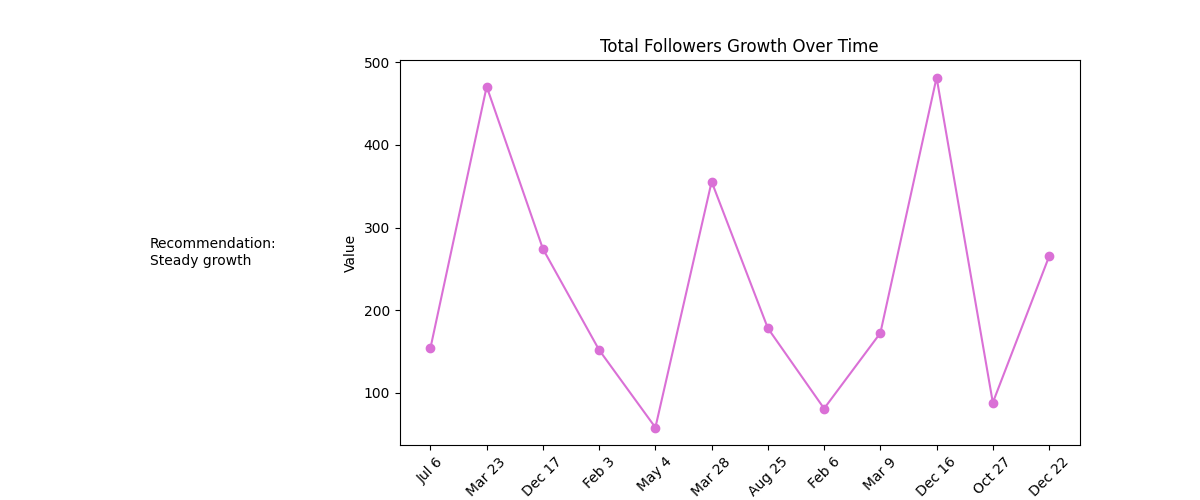 Total Followers Growth Over Time
Recommendation:
Steady growth
Value
500
400
300
200
100
Jul 6
Mar 23
Dec 17
Feb 3
May 4
Mar 28
Aug 25
Feb 6
Mar 9
Dec 16
Oct 27
Dec 22